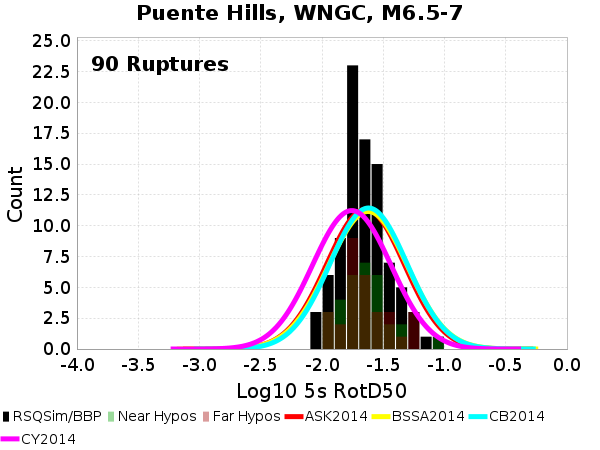 Puente Hills, WNGC, M6.5-7
90 Ruptures
Count
25.0
22.5
20.0
17.5
15.0
12.5
10.0
7.5
5.0
2.5
0.0
-4.0 -3.5 -3.0 -2.5 -2.0 -1.5 -1.0 -0.5 0.0
Log10 5s RotD50
RSQSim/BBP Near Hypos Far Hypos ASK2014 BSSA2014 CB2014
CY2014